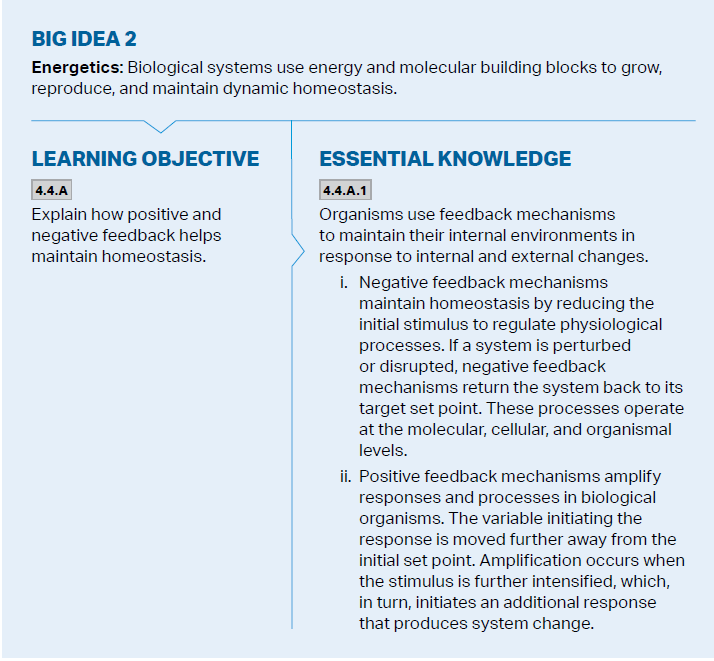 BIG IDEA 2
Energetics: Biological systems use energy and molecular building blocks to grow,
reproduce, and maintain dynamic homeostasis.
LEARNING OBJECTIVE
4.4.A
Explain how positive and
negative feedback helps
maintain homeostasis.
ESSENTIAL KNOWLEDGE
4.4.A.1
Organisms use feedback mechanisms
to maintain their internal environments in
response to internal and external changes.
i. Negative feedback mechanisms
maintain homeostasis by reducing the
initial stimulus to regulate physiological
processes. If a system is perturbed
or disrupted, negative feedback
mechanisms return the system back to its
target set point. These processes operate
at the molecular, cellular, and organismal
levels.
ii. Positive feedback mechanisms amplify
responses and processes in biological
organisms. The variable initiating the
response is moved further away from the
initial set point. Amplification occurs when
the stimulus is further intensified, which,
in turn, initiates an additional response
that produces system change.